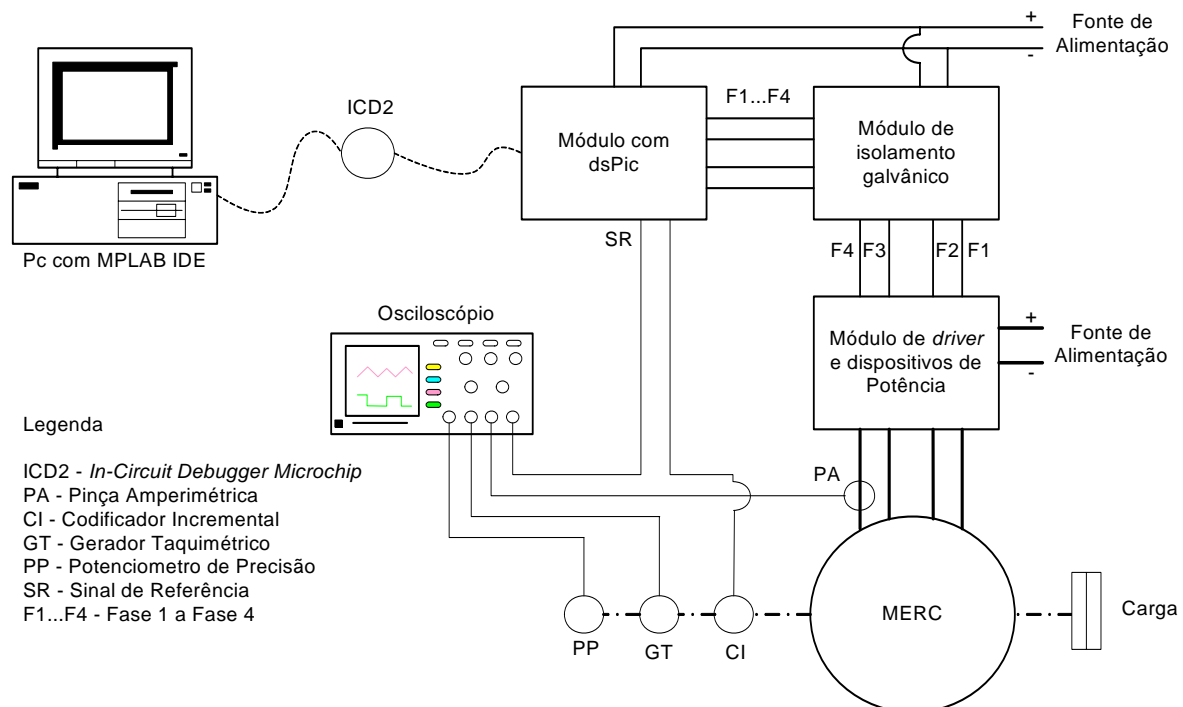 +
Fonte de
Alimentação
-
F1...F4
ICD2
Módulo com
dsPic
Módulo de
isolamento
galvânico
SR
F4 F3 F2 F1
Pc com MPLAB IDE
Osciloscópio
Módulo de driver
e dispositivos de
Potência
+
Fonte de
Alimentação
-
Legenda
ICD2 - In-Circuit Debugger Microchip
PA - Pinça Amperimétrica
CI - Codificador Incremental
GT - Gerador Taquimétrico
PP - Potenciometro de Precisão
SR - Sinal de Referência
F1...F4 - Fase 1 a Fase 4
PA
MERC
Carga
PP
GT
CI